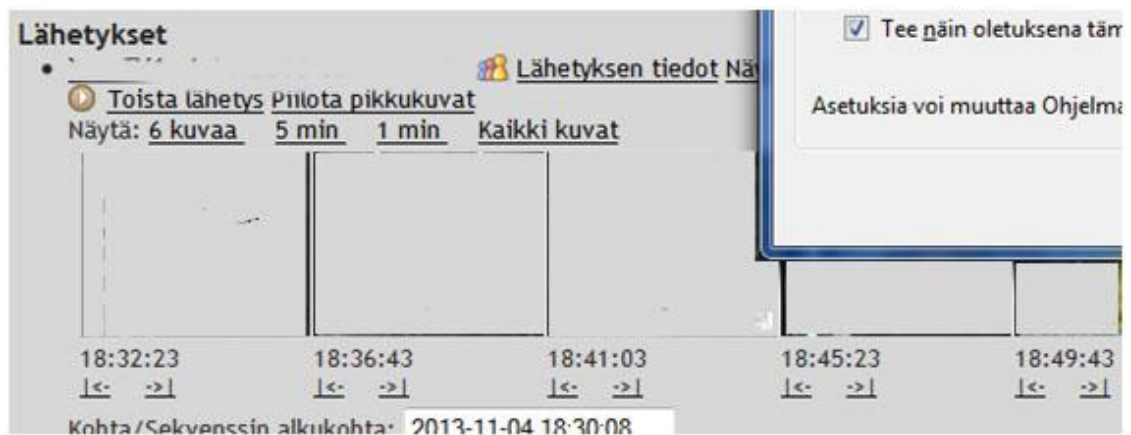 Lähetykset
Lähetyksen tiedot
Toista lähetys Piilota pikkukuvat
Näytä: 6 kuvaa 5 min 1 min Kaikki kuvat
18:32:23 18:36:43 18:41:03 18:45:23 18:49:43
|<- ->| |<- ->| |<- ->| |<- ->| |<- ->|
Kohta/Sekvenssin alkukohta: 2013-11-04 18:30:08
Tee näin oletuksena
Asetuksia voi muuttaa